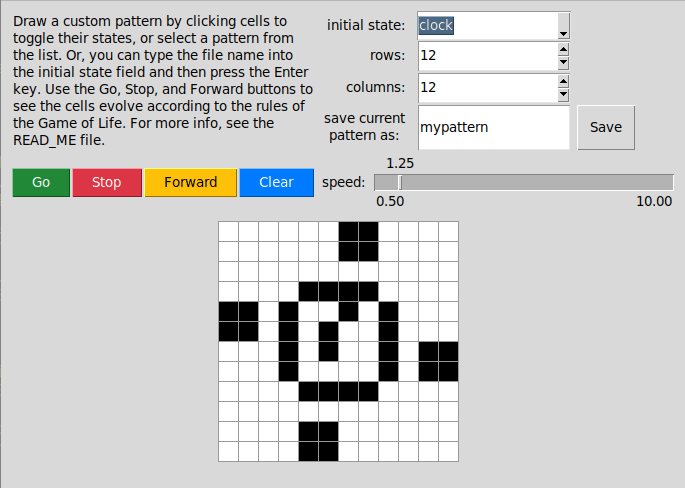 Draw a custom pattern by clicking cells to
toggle their states, or select a pattern from
the list. Or, you can type the file name into
the initial state field and then press the Enter
key. Use the Go, Stop, and Forward buttons to
see the cells evolve according to the rules of
the Game of Life. For more info, see the
READ_ME file.
initial state: clock
rows: 12
columns: 12
save current
pattern as: mypattern Save
Go Stop Forward Clear speed: 1.25
0.50 10.00